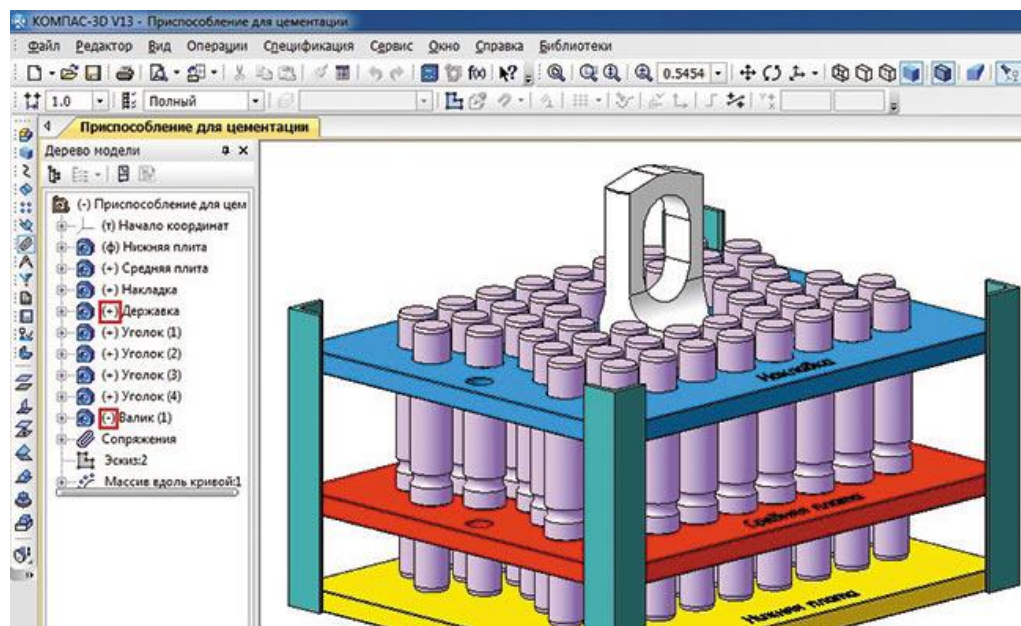 КОМПАС-3D V13 - Приспособление для цементации
Файл Редактор Вид Операции Спецификация Сервис Окно Справка Библиотеки
f(x) 0.5454
1.0 Полный
Приспособление для цементации
Дерево модели
(-) Приспособление для цем
(т) Начало координат
(ф) Нижняя плита
(+) Средняя плита
(+) Накладка
(+) Державка
(+) Уголок (1)
(+) Уголок (2)
(+) Уголок (3)
(+) Уголок (4)
(-) Валик (1)
Сопряжения
Эскиз:2
Массив вдоль кривой:1
Накладка
Средняя плита
Нижняя плита